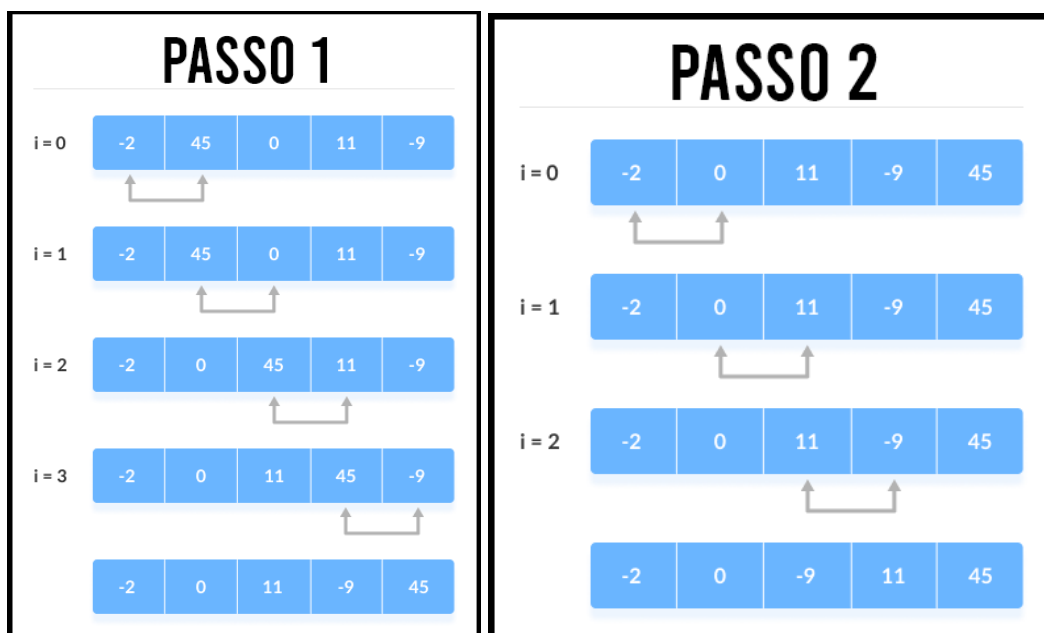 PASSO 1
i = 0 -2 45 0 11 -9
i = 1 -2 45 0 11 -9
i = 2 -2 0 45 11 -9
i = 3 -2 0 11 45 -9
-2 0 11 -9 45
PASSO 2
i = 0 -2 0 11 -9 45
i = 1 -2 0 11 -9 45
i = 2 -2 0 11 -9 45
-2 0 -9 11 45